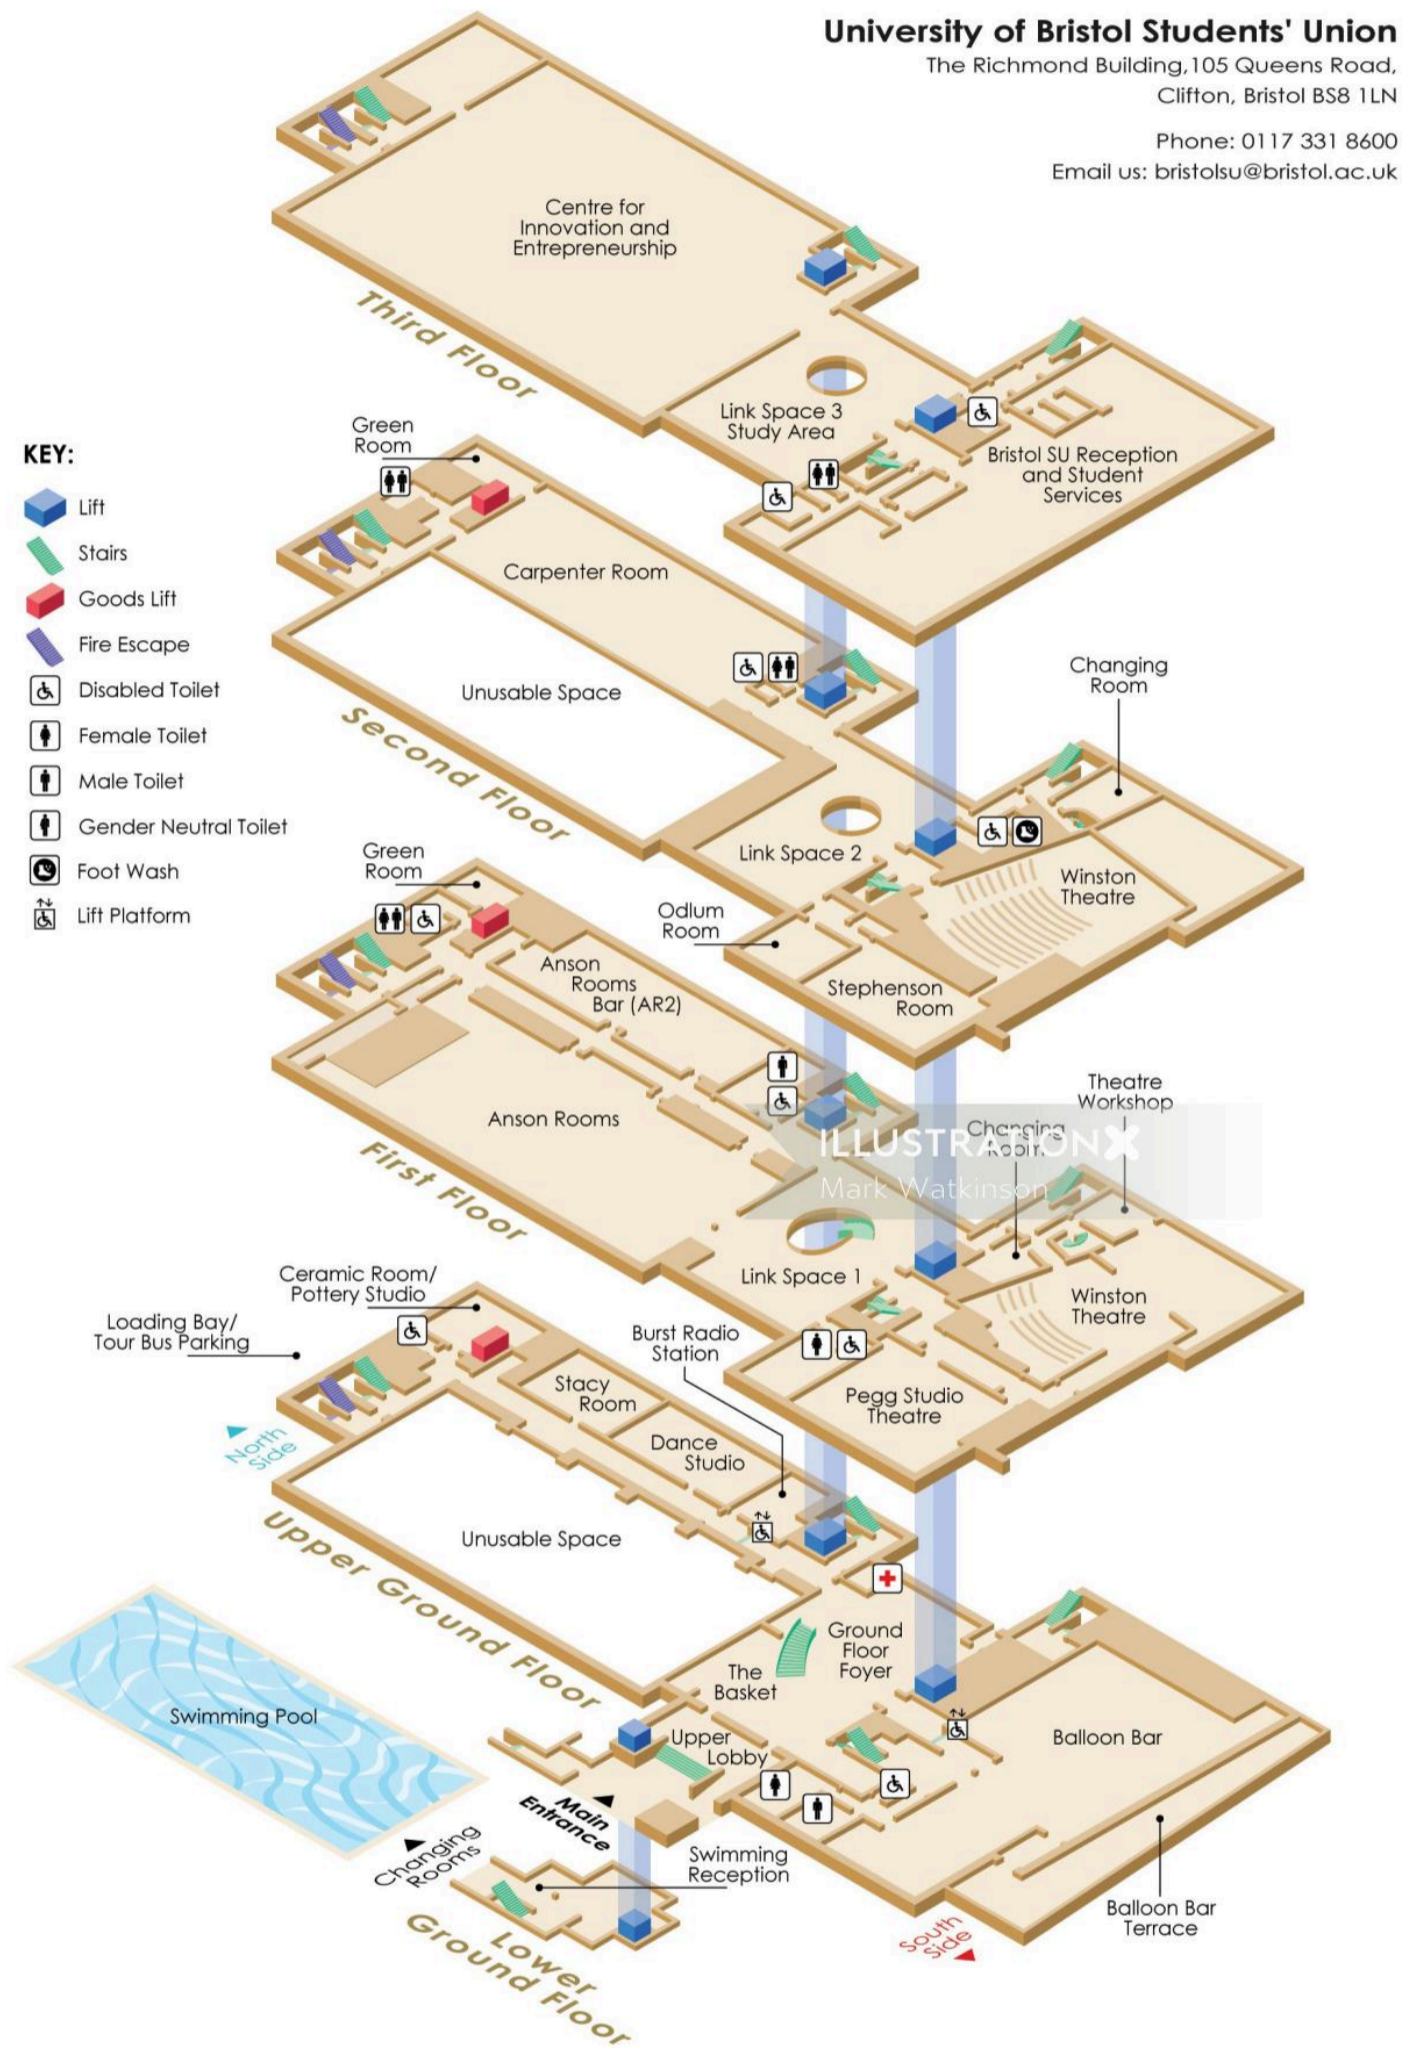 University of Bristol Students' Union
The Richmond Building,105 Queens Road,
Clifton, Bristol BS8 1LN
Phone: 0117 331 8600
Email us: bristolsu@bristol.ac.uk
Centre for
Innovation and
Entrepreneurship
Third Floor
Link Space 3
Study Area
Bristol SU Reception
and Student
Services
KEY:
Lift
Stairs
Goods Lift
Fire Escape
Disabled Toilet
Female Toilet
Male Toilet
Gender Neutral Toilet
Foot Wash
Lift Platform
Green
Room
Carpenter Room
Unusable Space
Second Floor
Changing
Room
Link Space 2
Winston
Theatre
Odlum
Room
Stephenson
Room
Green
Room
Anson
Rooms
Bar (AR2)
Anson Rooms
First Floor
Theatre
Workshop
Changing
Room
ILLUSTRATIONX
Mark Watkinson
Link Space 1
Winston
Theatre
Pegg Studio
Theatre
Ceramic Room/
Pottery Studio
Loading Bay/
Tour Bus Parking
Burst Radio
Station
Stacy
Room
Dance
Studio
North
Side
Unusable Space
Upper Ground Floor
Ground
Floor
Foyer
The
Basket
Upper
Lobby
Balloon Bar
Swimming Pool
Main
Entrance
Changing
Rooms
Swimming
Reception
Balloon Bar
Terrace
South
Side
Lower
Ground Floor